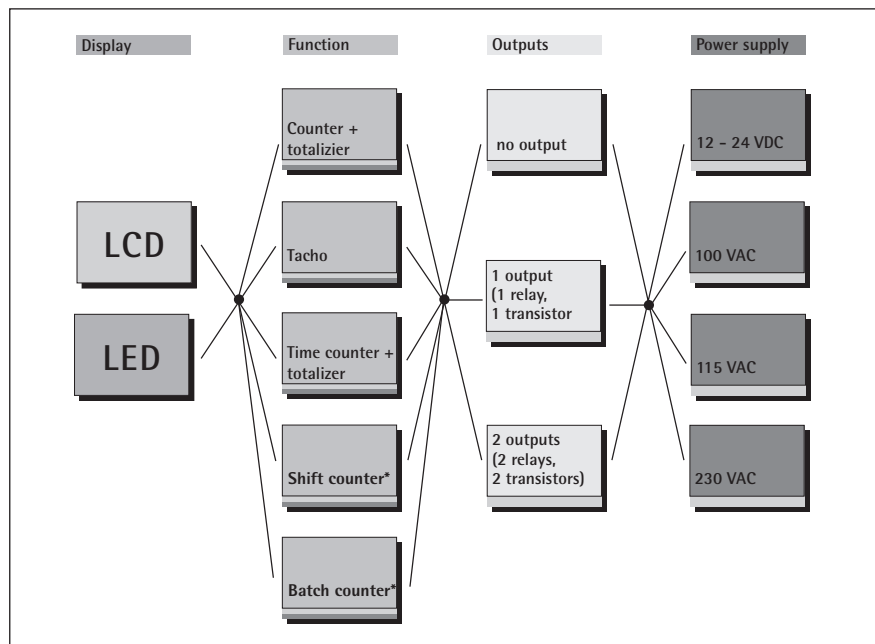 Display
Function
Outputs
Power supply
Counter +
totalizier
no output
12 - 24 VDC
LCD
Tacho
1 output
(1 relay,
1 transistor
100 VAC
LED
Time counter +
totalizer
115 VAC
Shift counter*
2 outputs
(2 relays,
2 transistors)
230 VAC
Batch counter*